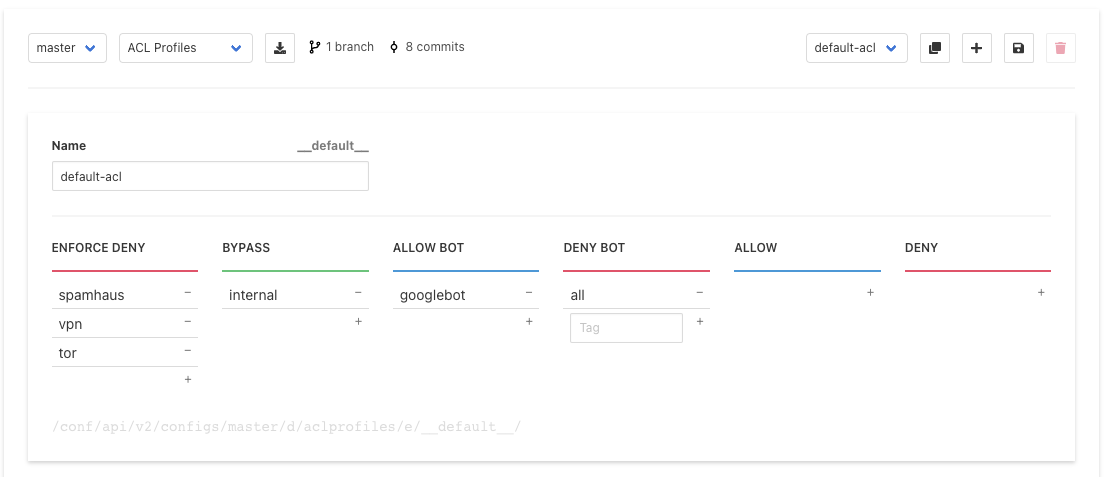 master ACL Profiles 1 branch 8 commits default-acl
Name __default__
default-acl
ENFORCE DENY BYPASS ALLOW BOT DENY BOT ALLOW DENY
spamhaus − internal − googlebot − all − + +
vpn − + + Tag +
tor −
+
/conf/api/v2/configs/master/d/aclprofiles/e/__default__/